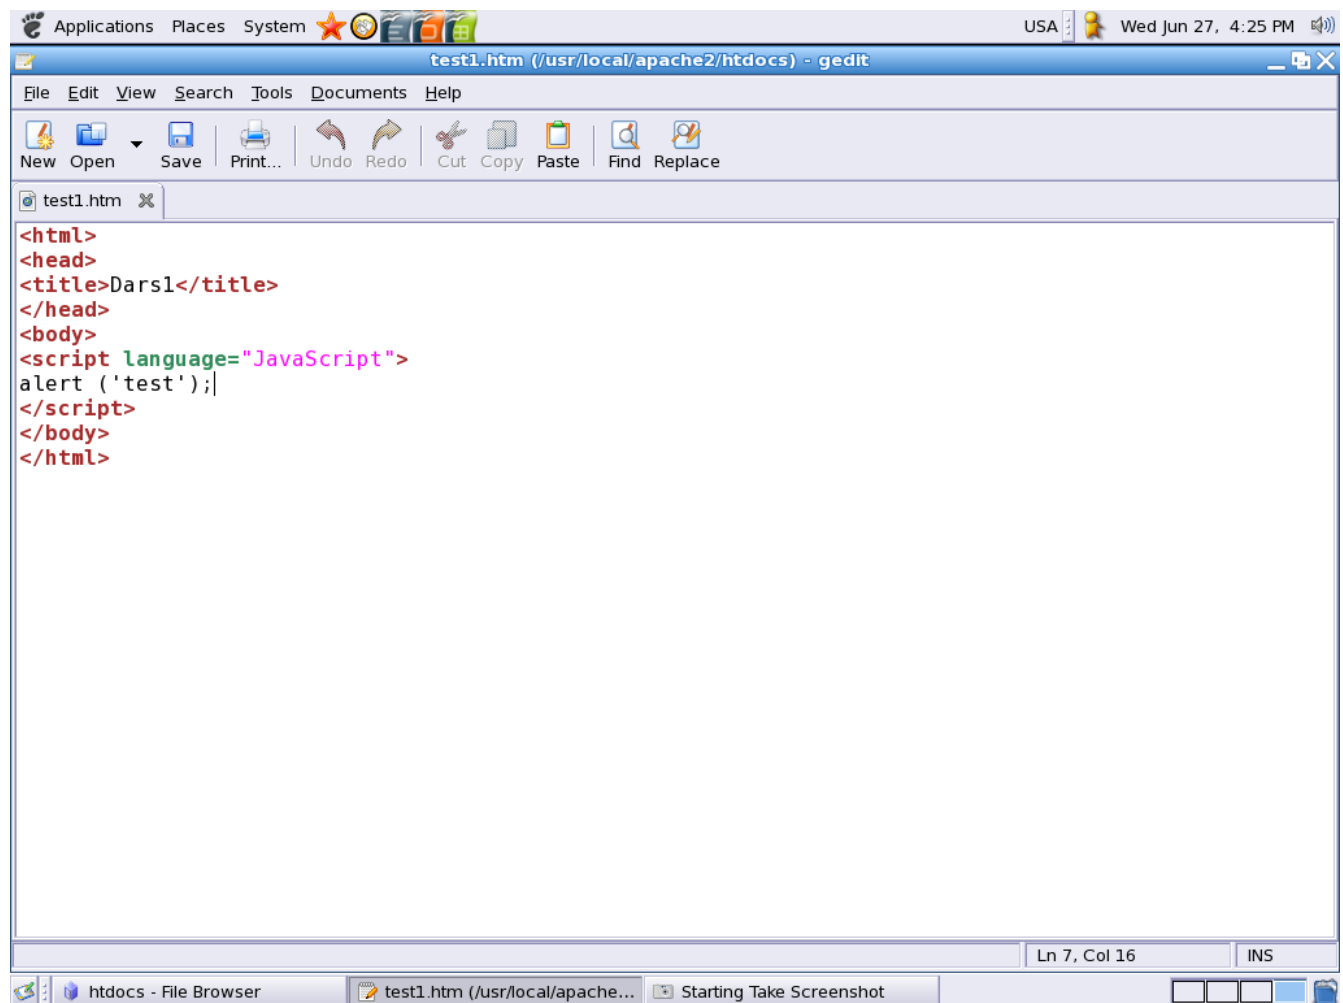 Applications Places System USA Wed Jun 27, 4:25 PM
test1.htm (/usr/local/apache2/htdocs) - gedit
File Edit View Search Tools Documents Help
New Open Save Print... Undo Redo Cut Copy Paste Find Replace
test1.htm
<html>
<head>
<title>Dars1</title>
</head>
<body>
<script language="JavaScript">
alert ('test');
</script>
</body>
</html>
Ln 7, Col 16 INS
htdocs - File Browser test1.htm (/usr/local/apache... Starting Take Screenshot